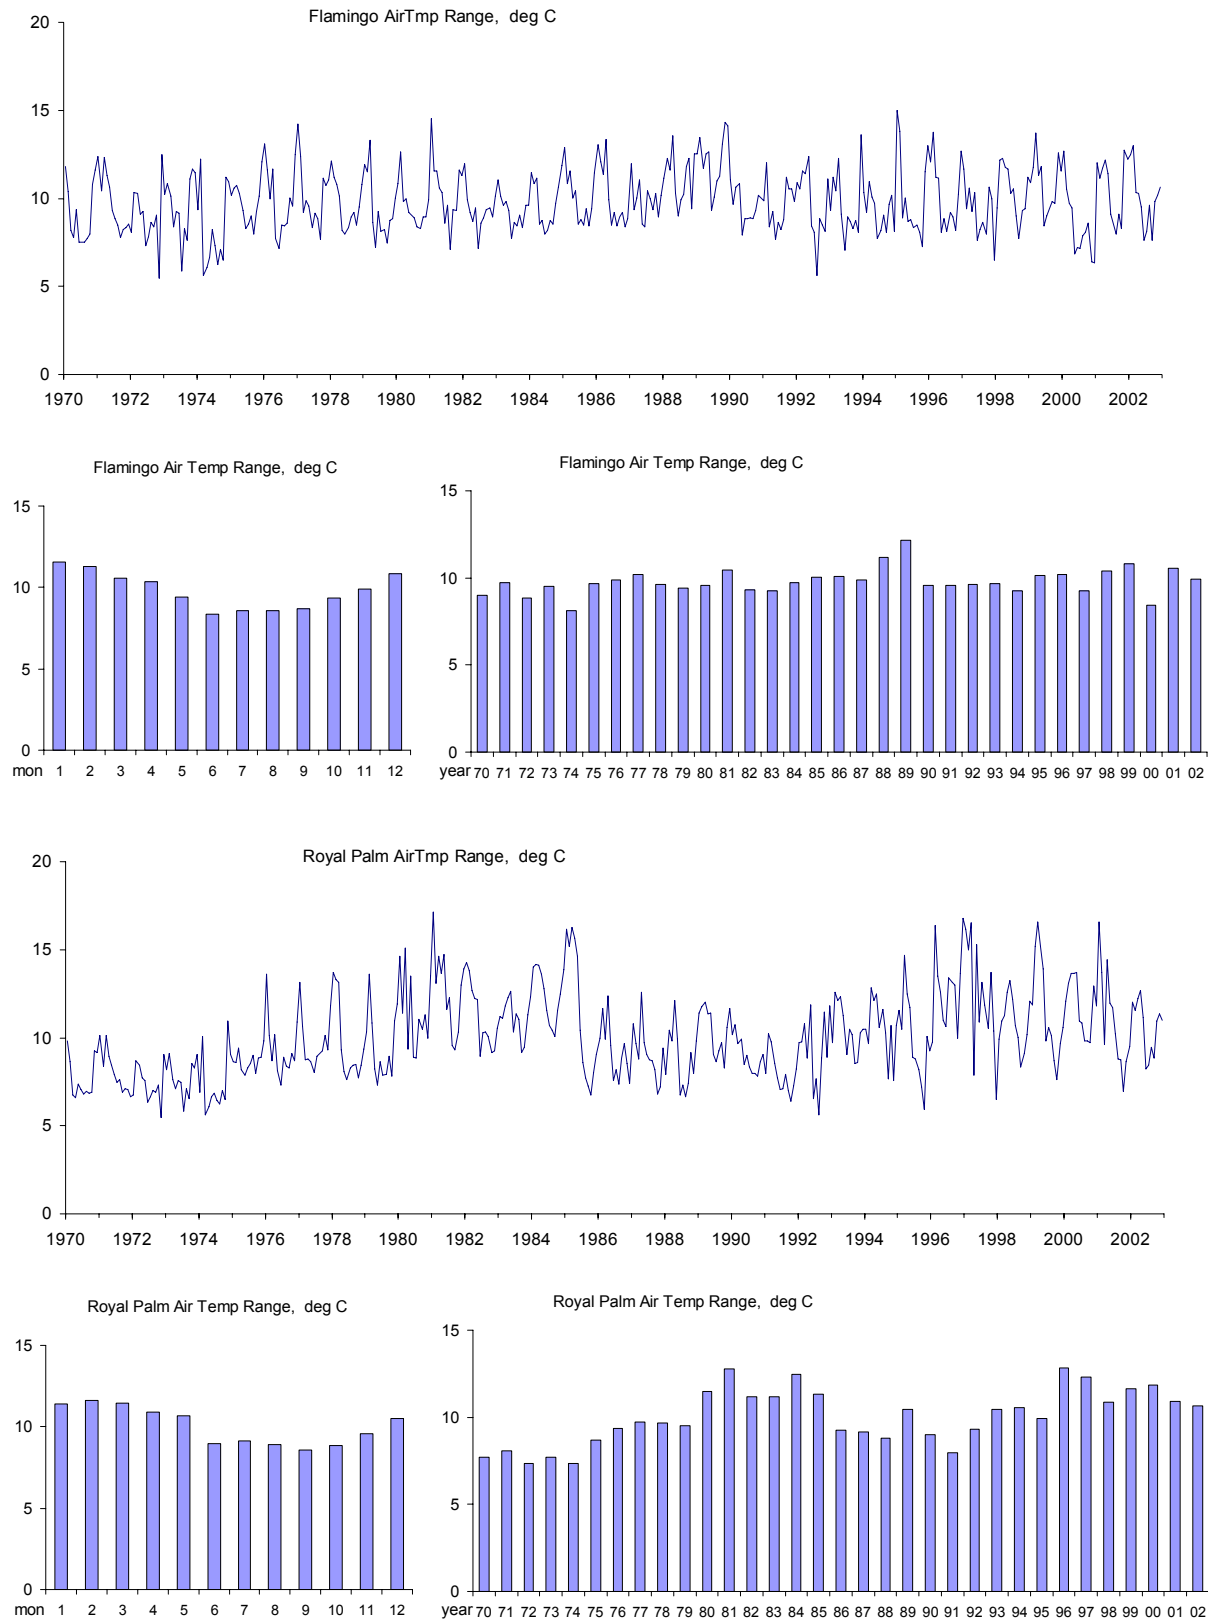 Flamingo AirTmp Range, deg C
20
15
10
5
0
1970 1972 1974 1976 1978 1980 1982 1984 1986 1988 1990 1992 1994 1996 1998 2000 2002
Flamingo Air Temp Range, deg C
15
10
5
0
mon 1 2 3 4 5 6 7 8 9 10 11 12
Flamingo Air Temp Range, deg C
15
10
5
0
year 70 71 72 73 74 75 76 77 78 79 80 81 82 83 84 85 86 87 88 89 90 91 92 93 94 95 96 97 98 99 00 01 02
Royal Palm AirTmp Range, deg C
20
15
10
5
0
1970 1972 1974 1976 1978 1980 1982 1984 1986 1988 1990 1992 1994 1996 1998 2000 2002
Royal Palm Air Temp Range, deg C
15
10
5
0
mon 1 2 3 4 5 6 7 8 9 10 11 12
Royal Palm Air Temp Range, deg C
15
10
5
0
year 70 71 72 73 74 75 76 77 78 79 80 81 82 83 84 85 86 87 88 89 90 91 92 93 94 95 96 97 98 99 00 01 02